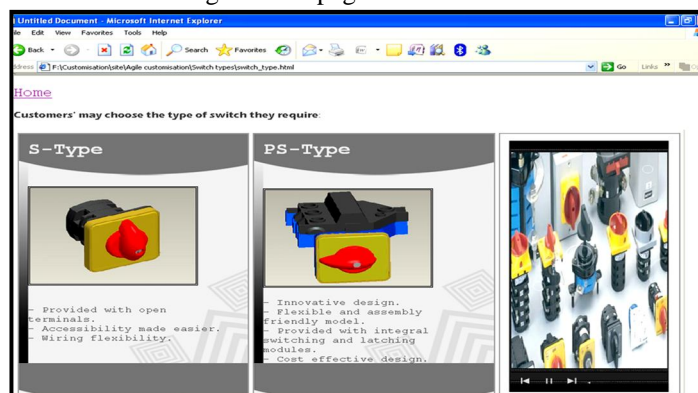 Untitled Document - Microsoft Internet Explorer
File Edit View Favorites Tools Help
Back Search Favorites
Address F:\Customisation\site\Agile customisation\Switch types\switch_type.html Go Links »
Home
Customers' may choose the type of switch they require:
S-Type
- Provided with open
terminals.
- Accessibility made easier.
- Wiring flexibility.
PS-Type
- Innovative design.
- Flexible and assembly
friendly model.
- Provided with integral
switching and latching
modules.
- Cost effective design.